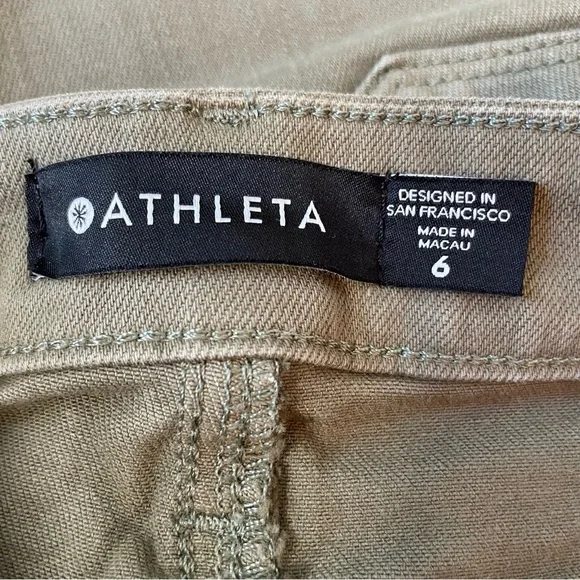 ATHLETA
DESIGNED IN
SAN FRANCISCO
MADE IN
MACAU
6